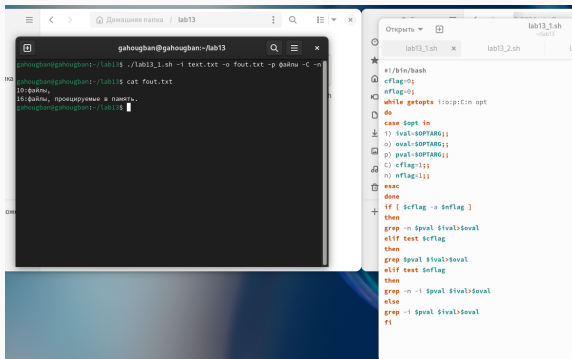 Домашняя папка / lab13
gahougban@gahougban:~/lab13
gahougban@gahougban:~/lab13$ ./lab13_1.sh -i text.txt -o fout.txt -p файлы -C -n
gahougban@gahougban:~/lab13$ cat fout.txt
10:файлы,
16:файлы, проецируемые в память.
gahougban@gahougban:~/lab13$
Открыть
lab13_1.sh
~/lab13
lab13_1.sh
lab13_2.sh
#!/bin/bash
cflag=0;
nflag=0;
while getopts i:o:p:C:n opt
do
case $opt in
i) ival=$OPTARG;;
o) oval=$OPTARG;;
p) pval=$OPTARG;;
C) cflag=1;;
n) nflag=1;;
esac
done
if [ $cflag -a $nflag ]
then
grep -n $pval $ival>$oval
elif test $cflag
then
grep $pval $ival>$oval
elif test $nflag
then
grep -n -i $pval $ival>$oval
else
grep -i $pval $ival>$oval
fi